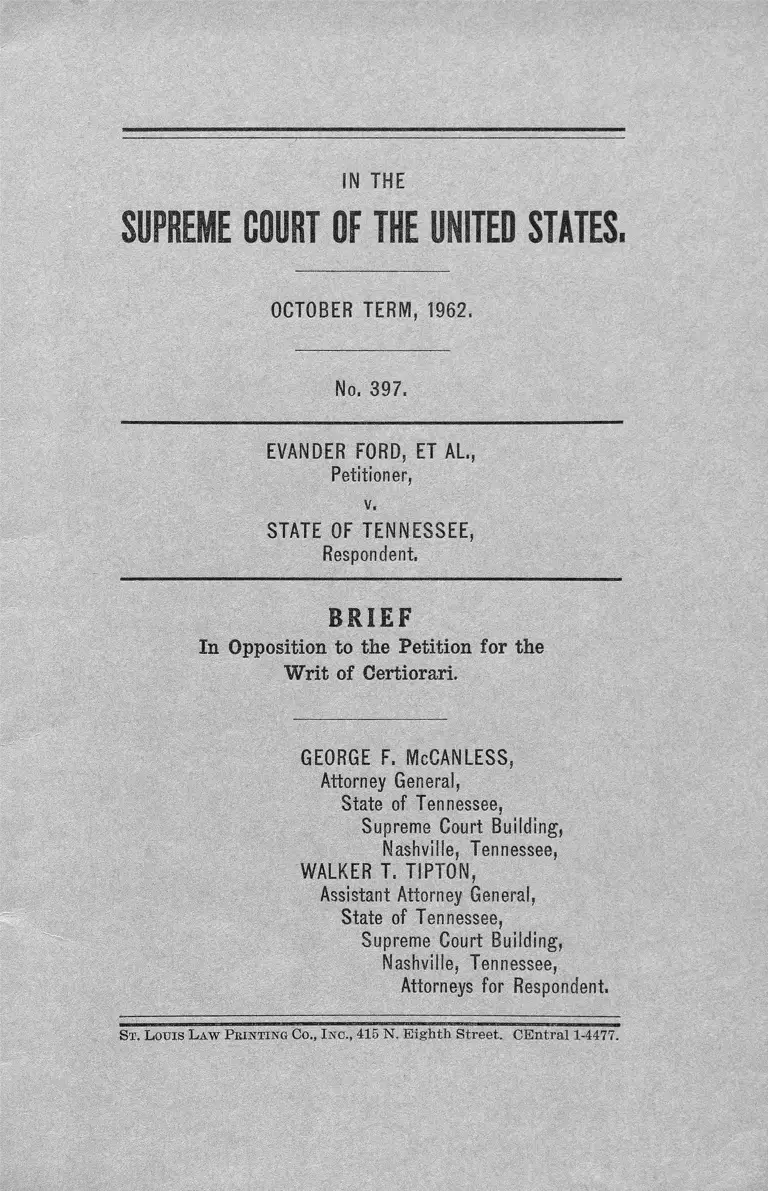 IN THE
SUPREME COURT OF THE UNITED STATES.
OCTOBER TERM, 1962.
No. 397.
EVANDER FORD, ET AL.,
Petitioner,
v.
STATE OF TENNESSEE,
Respondent.
BRIEF
In Opposition to the Petition for the
Writ of Certiorari.
GEORGE F. McCANLESS,
Attorney General,
State of Tennessee,
Supreme Court Building,
Nashville, Tennessee,
WALKER T. TIPTON,
Assistant Attorney General,
State of Tennessee,
Supreme Court Building,
Nashville, Tennessee,
Attorneys for Respondent.
St. Louis Law Printing Co., Inc., 415 N. Eighth Street. CEntral 1-4477.